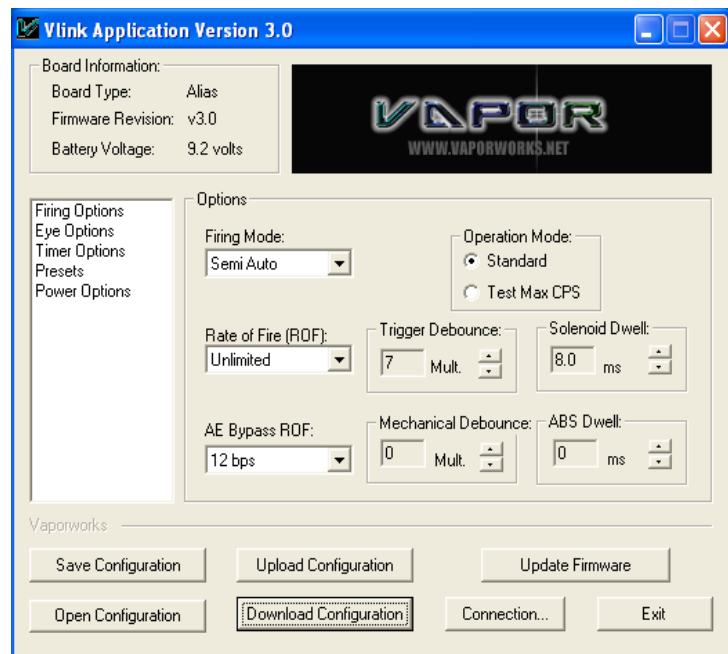 Vlink Application Version 3.0
Board Information:
Board Type: Alias
Firmware Revision: v3.0
Battery Voltage: 9.2 volts
VAPOR
WWW.VAPORWORKS.NET
Firing Options
Eye Options
Timer Options
Presets
Power Options
Options
Firing Mode:
Semi Auto
Operation Mode:
Standard
Test Max CPS
Rate of Fire (ROF):
Unlimited
Trigger Debounce:
7 Mult.
Solenoid Dwell:
8.0 ms
AE Bypass ROF:
12 bps
Mechanical Debounce:
0 Mult.
ABS Dwell:
0 ms
Vaporworks
Save Configuration
Upload Configuration
Update Firmware
Open Configuration
Download Configuration
Connection...
Exit